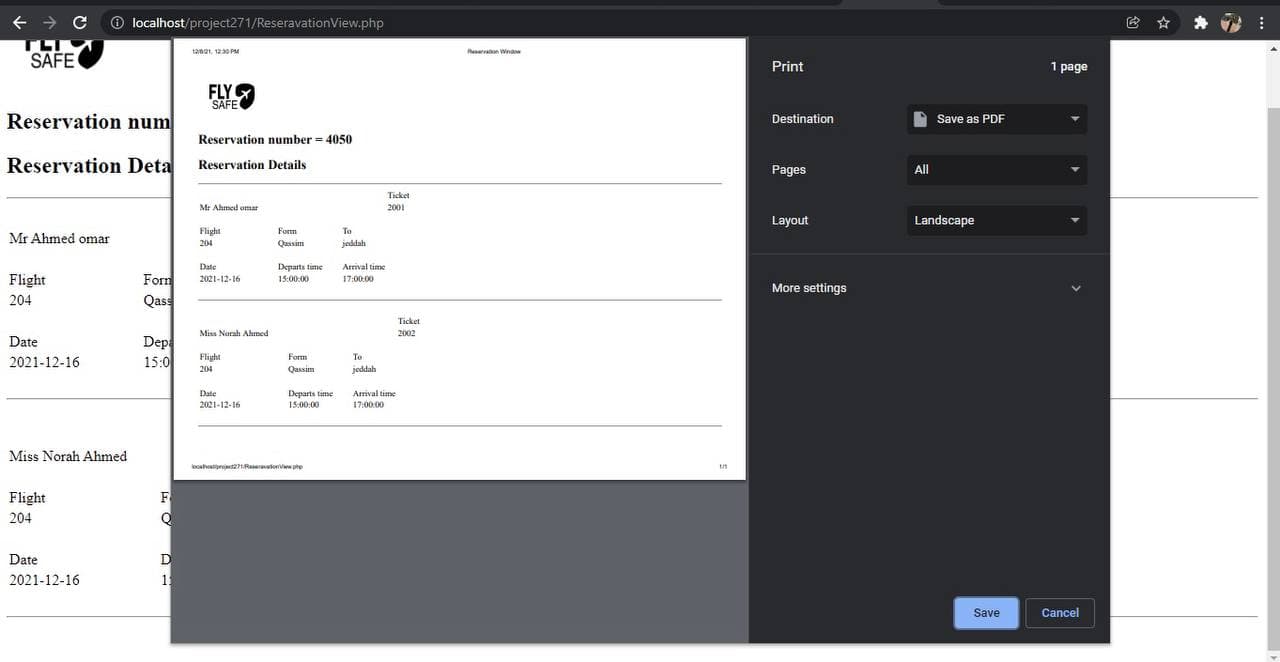 localhost/project271/ReseravationView.php
FLY
SAFE
Reservation num
Reservation Deta
Mr Ahmed omar
Flight Form
204 Qass
Date Depa
2021-12-16 15:0
Miss Norah Ahmed
Flight F
204 Q
Date D
2021-12-16 1:
12/8/21, 12:30 PM Reservation Window
FLY
SAFE
Reservation number = 4050
Reservation Details
Ticket
Mr Ahmed omar 2001
Flight Form To
204 Qassim jeddah
Date Departs time Arrival time
2021-12-16 15:00:00 17:00:00
Ticket
Miss Norah Ahmed 2002
Flight Form To
204 Qassim jeddah
Date Departs time Arrival time
2021-12-16 15:00:00 17:00:00
localhost/project271/ReseravationView.php 1/1
Print 1 page
Destination Save as PDF
Pages All
Layout Landscape
More settings
Save Cancel